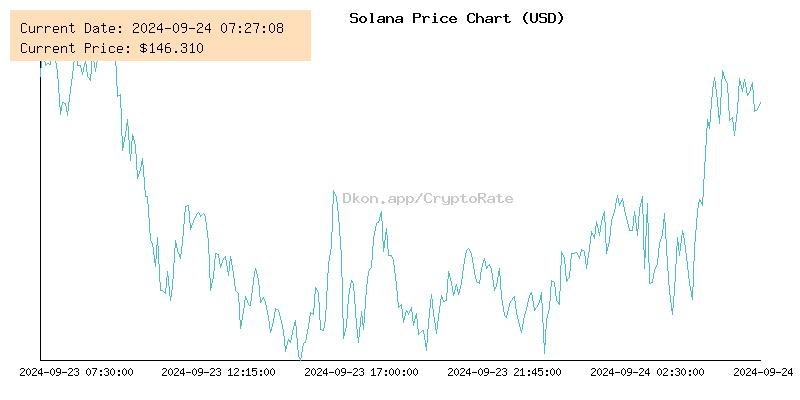 Solana Price Chart (USD)
Current Date: 2024-09-24 07:27:08
Current Price: $146.310
Dkon.app/CryptoRate
2024-09-23 07:30:00 2024-09-23 12:15:00 2024-09-23 17:00:00 2024-09-23 21:45:00 2024-09-24 02:30:00 2024-09-24